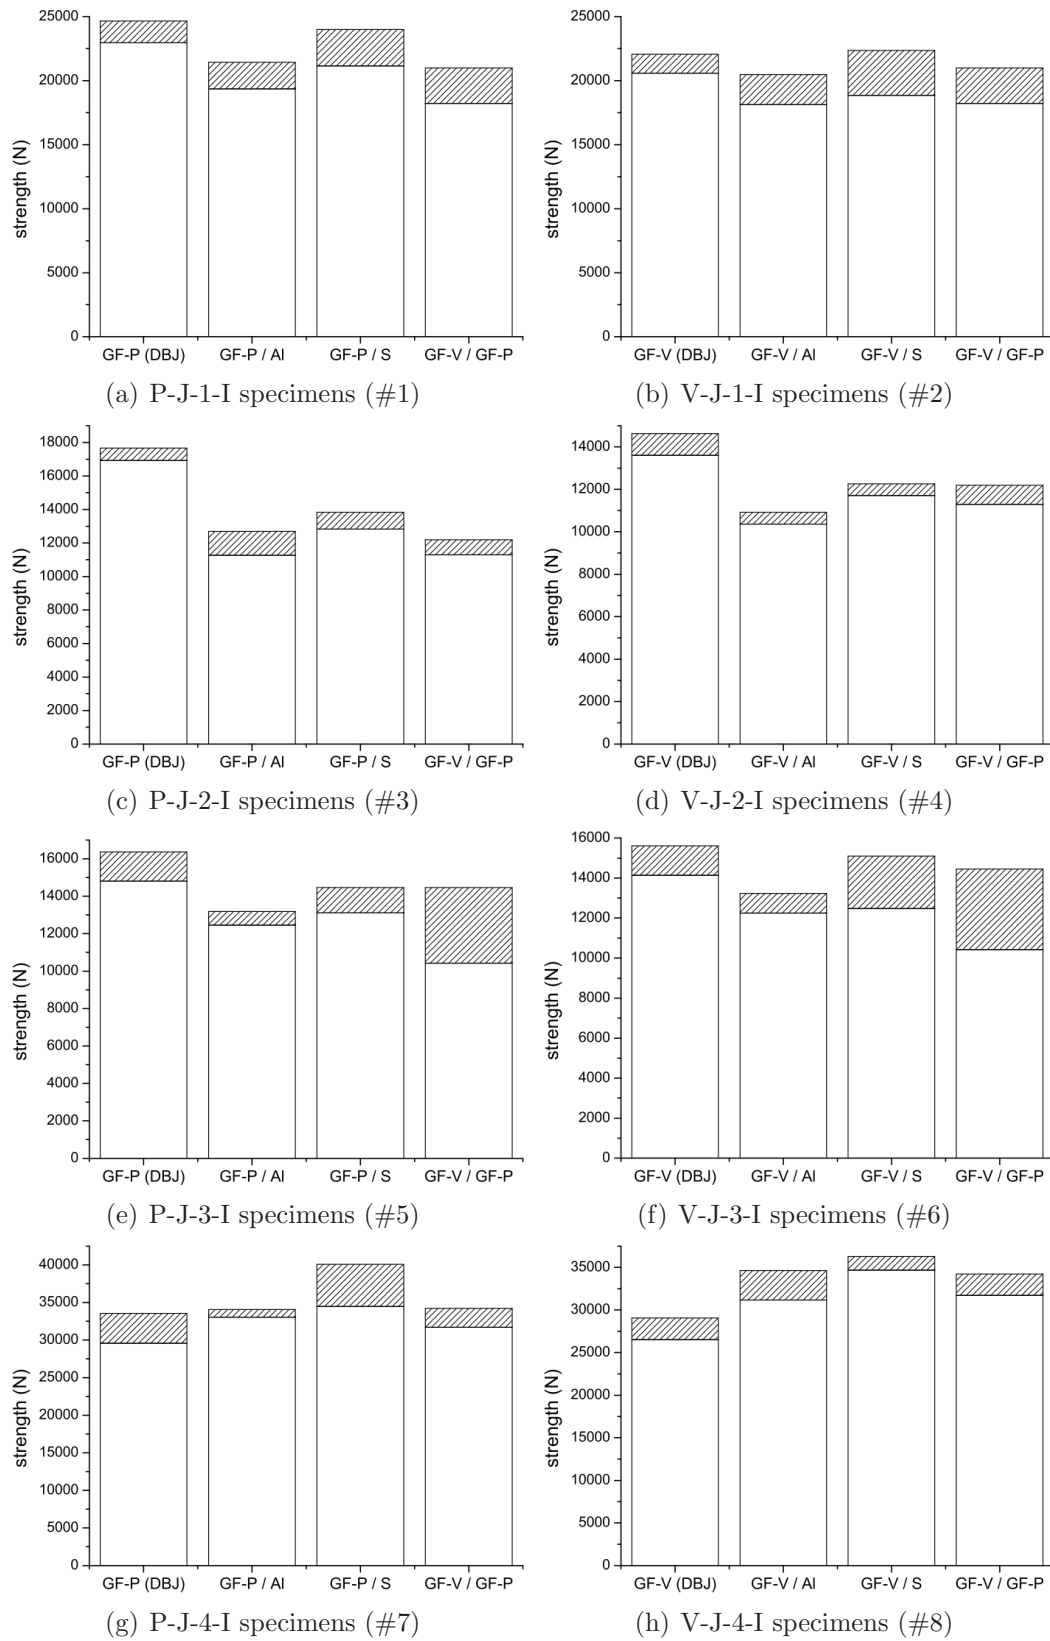 25000
20000
15000
10000
5000
0
strength (N)
GF-P (DBJ) GF-P / Al GF-P / S GF-V / GF-P
(a) P-J-1-I specimens (#1)
25000
20000
15000
10000
5000
0
strength (N)
GF-V (DBJ) GF-V / Al GF-V / S GF-V / GF-P
(b) V-J-1-I specimens (#2)
18000
16000
14000
12000
10000
8000
6000
4000
2000
0
strength (N)
GF-P (DBJ) GF-P / Al GF-P / S GF-V / GF-P
(c) P-J-2-I specimens (#3)
14000
12000
10000
8000
6000
4000
2000
0
strength (N)
GF-V (DBJ) GF-V / Al GF-V / S GF-V / GF-P
(d) V-J-2-I specimens (#4)
16000
14000
12000
10000
8000
6000
4000
2000
0
strength (N)
GF-P (DBJ) GF-P / Al GF-P / S GF-V / GF-P
(e) P-J-3-I specimens (#5)
16000
14000
12000
10000
8000
6000
4000
2000
0
strength (N)
GF-V (DBJ) GF-V / Al GF-V / S GF-V / GF-P
(f) V-J-3-I specimens (#6)
40000
35000
30000
25000
20000
15000
10000
5000
0
strength (N)
GF-P (DBJ) GF-P / Al GF-P / S GF-V / GF-P
(g) P-J-4-I specimens (#7)
35000
30000
25000
20000
15000
10000
5000
0
strength (N)
GF-V (DBJ) GF-V / Al GF-V / S GF-V / GF-P
(h) V-J-4-I specimens (#8)